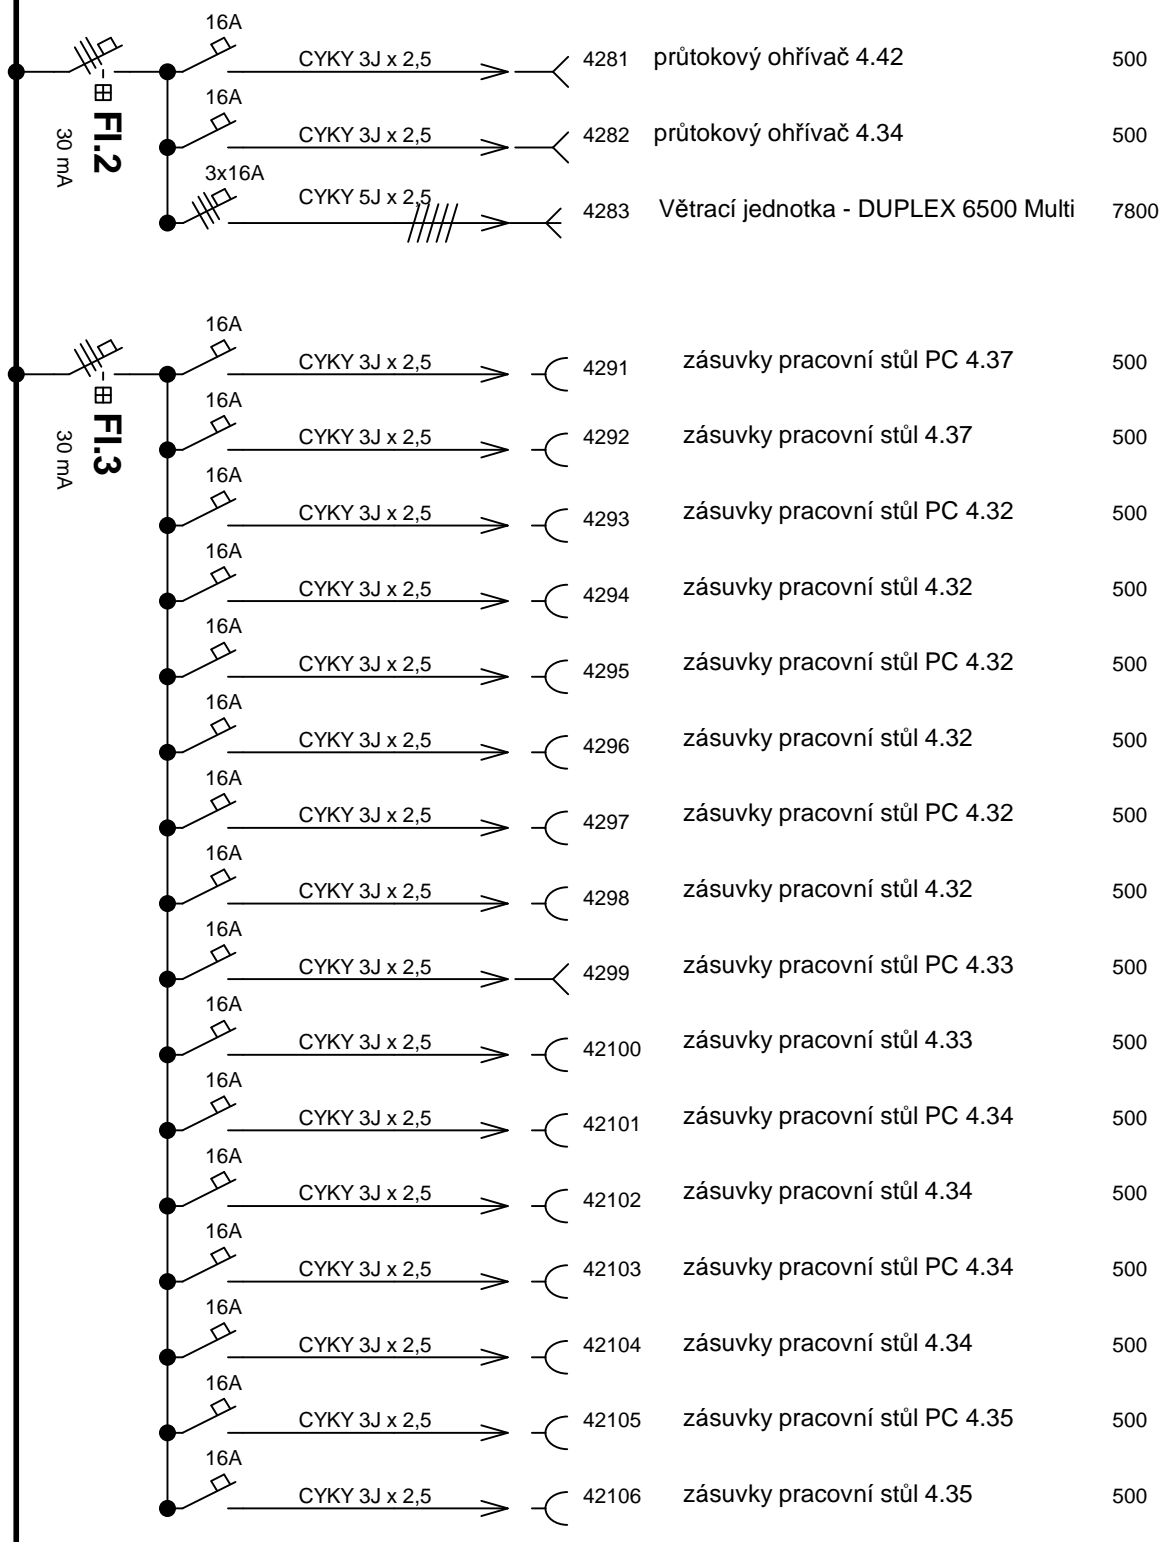 16A
CYKY 3J x 2,5 4281 průtokový ohřívač 4.42 500
FI.2
30 mA
16A
CYKY 3J x 2,5 4282 průtokový ohřívač 4.34 500
3x16A
CYKY 5J x 2,5 4283 Větrací jednotka - DUPLEX 6500 Multi 7800
16A
CYKY 3J x 2,5 4291 zásuvky pracovní stůl PC 4.37 500
FI.3
30 mA
16A
CYKY 3J x 2,5 4292 zásuvky pracovní stůl 4.37 500
16A
CYKY 3J x 2,5 4293 zásuvky pracovní stůl PC 4.32 500
16A
CYKY 3J x 2,5 4294 zásuvky pracovní stůl 4.32 500
16A
CYKY 3J x 2,5 4295 zásuvky pracovní stůl PC 4.32 500
16A
CYKY 3J x 2,5 4296 zásuvky pracovní stůl 4.32 500
16A
CYKY 3J x 2,5 4297 zásuvky pracovní stůl PC 4.32 500
16A
CYKY 3J x 2,5 4298 zásuvky pracovní stůl 4.32 500
16A
CYKY 3J x 2,5 4299 zásuvky pracovní stůl PC 4.33 500
16A
CYKY 3J x 2,5 42100 zásuvky pracovní stůl 4.33 500
16A
CYKY 3J x 2,5 42101 zásuvky pracovní stůl PC 4.34 500
16A
CYKY 3J x 2,5 42102 zásuvky pracovní stůl 4.34 500
16A
CYKY 3J x 2,5 42103 zásuvky pracovní stůl PC 4.34 500
16A
CYKY 3J x 2,5 42104 zásuvky pracovní stůl 4.34 500
16A
CYKY 3J x 2,5 42105 zásuvky pracovní stůl PC 4.35 500
16A
CYKY 3J x 2,5 42106 zásuvky pracovní stůl 4.35 500